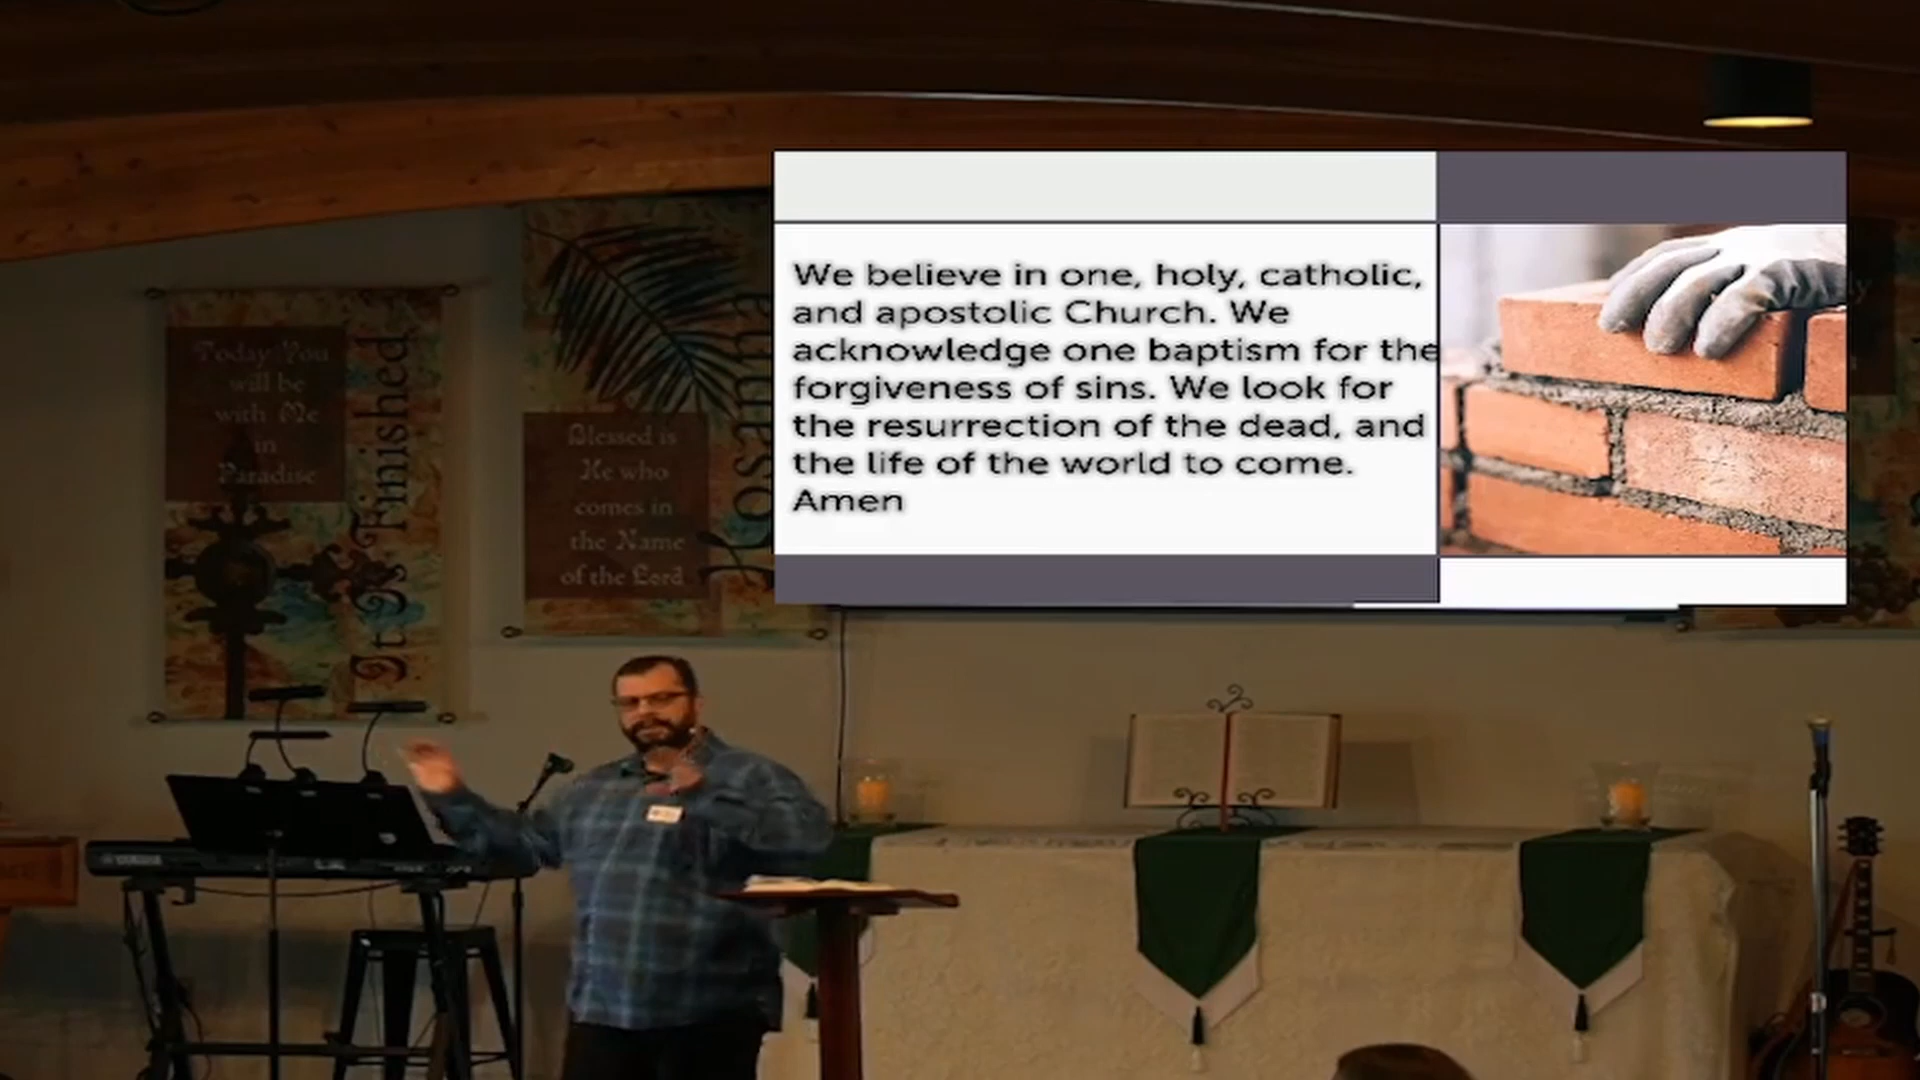 We believe in one, holy, catholic,
and apostolic Church. We
acknowledge one baptism for the
forgiveness of sins. We look for
the resurrection of the dead, and
the life of the world to come.
Amen
Today You
will be
with Me
in
Paradise
It Is Finished
Blessed is
He who
comes in
the Name
of the Lord
YAMAHA